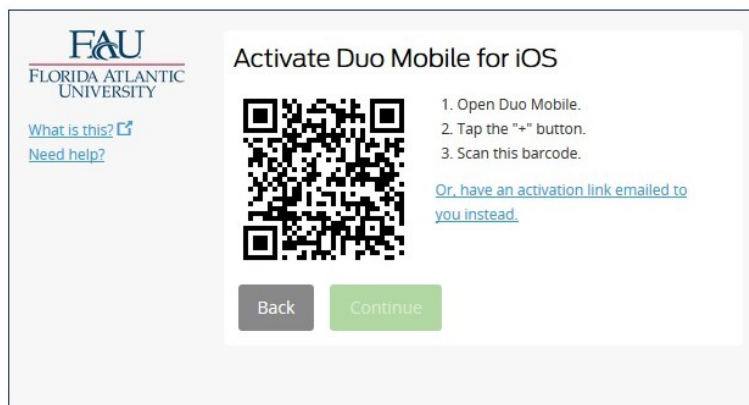 FAU
FLORIDA ATLANTIC
UNIVERSITY
What is this?
Need help?
Activate Duo Mobile for iOS
1. Open Duo Mobile.
2. Tap the "+" button.
3. Scan this barcode.
Or, have an activation link emailed to
you instead.
Back
Continue